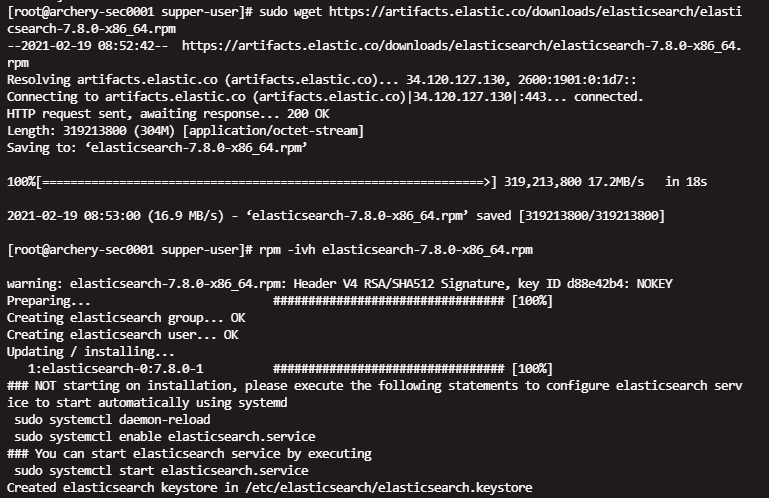 [root@archery-sec0001 supper-user]# sudo wget https://artifacts.elastic.co/downloads/elasticsearch/elasti
csearch-7.8.0-x86_64.rpm
--2021-02-19 08:52:42--  https://artifacts.elastic.co/downloads/elasticsearch/elasticsearch-7.8.0-x86_64.
rpm
Resolving artifacts.elastic.co (artifacts.elastic.co)... 34.120.127.130, 2600:1901:0:1d7::
Connecting to artifacts.elastic.co (artifacts.elastic.co)|34.120.127.130|:443... connected.
HTTP request sent, awaiting response... 200 OK
Length: 319213800 (304M) [application/octet-stream]
Saving to: ‘elasticsearch-7.8.0-x86_64.rpm’
100%[===============================================================>] 319,213,800 17.2MB/s   in 18s
2021-02-19 08:53:00 (16.9 MB/s) - ‘elasticsearch-7.8.0-x86_64.rpm’ saved [319213800/319213800]
[root@archery-sec0001 supper-user]# rpm -ivh elasticsearch-7.8.0-x86_64.rpm
warning: elasticsearch-7.8.0-x86_64.rpm: Header V4 RSA/SHA512 Signature, key ID d88e42b4: NOKEY
Preparing...                          ################################# [100%]
Creating elasticsearch group... OK
Creating elasticsearch user... OK
Updating / installing...
   1:elasticsearch-0:7.8.0-1          ################################# [100%]
### NOT starting on installation, please execute the following statements to configure elasticsearch serv
ice to start automatically using systemd
 sudo systemctl daemon-reload
 sudo systemctl enable elasticsearch.service
### You can start elasticsearch service by executing
 sudo systemctl start elasticsearch.service
Created elasticsearch keystore in /etc/elasticsearch/elasticsearch.keystore